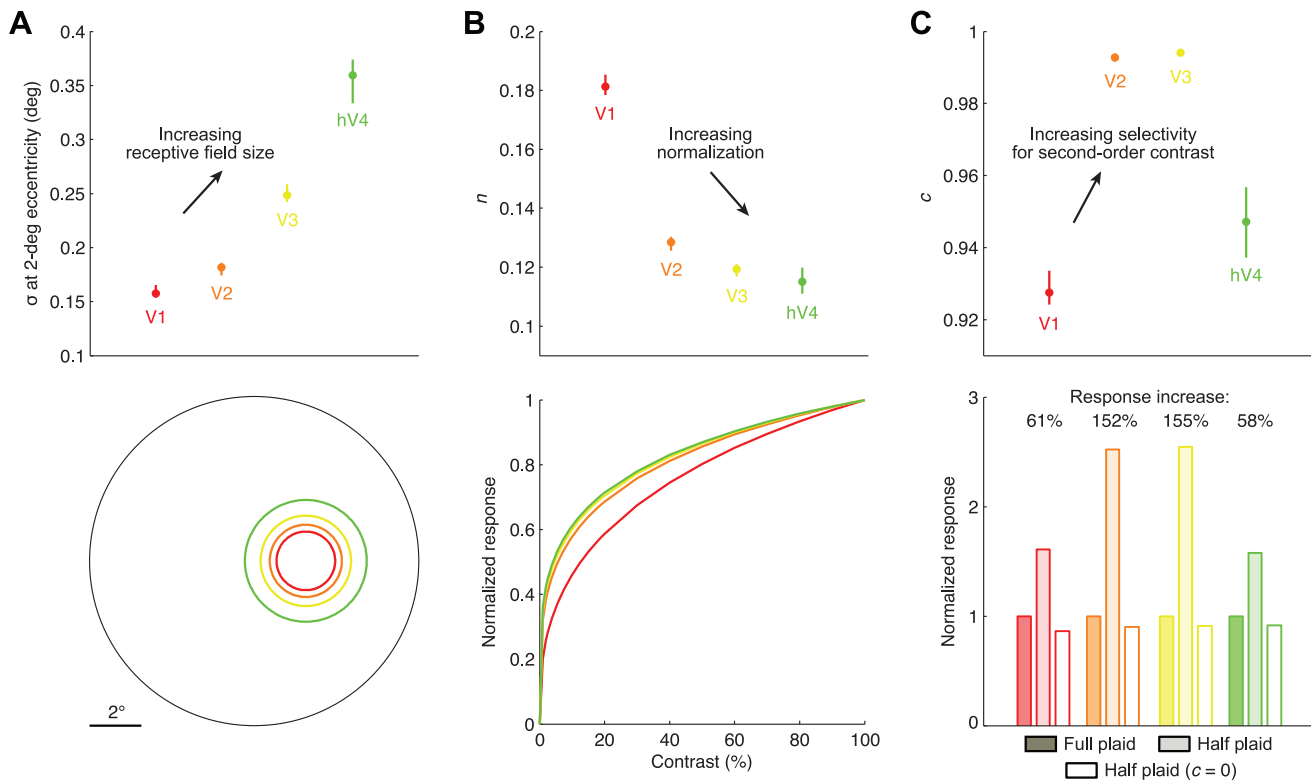 A
σ at 2-deg eccentricity (deg)
0.4
0.35
0.3
0.25
0.2
0.15
0.1
Increasing
receptive field size
V1
V2
V3
hV4
2°
B
n
0.2
0.18
0.16
0.14
0.12
0.1
Increasing
normalization
V1
V2
V3
hV4
Normalized response
1
0.8
0.6
0.4
0.2
0
0 20 40 60 80 100
Contrast (%)
C
c
1
0.98
0.96
0.94
0.92
V2
V3
Increasing selectivity
for second-order contrast
V1
hV4
Normalized response
3
2
1
0
Response increase:
61% 152% 155% 58%
Full plaid
Half plaid
Half plaid (c = 0)